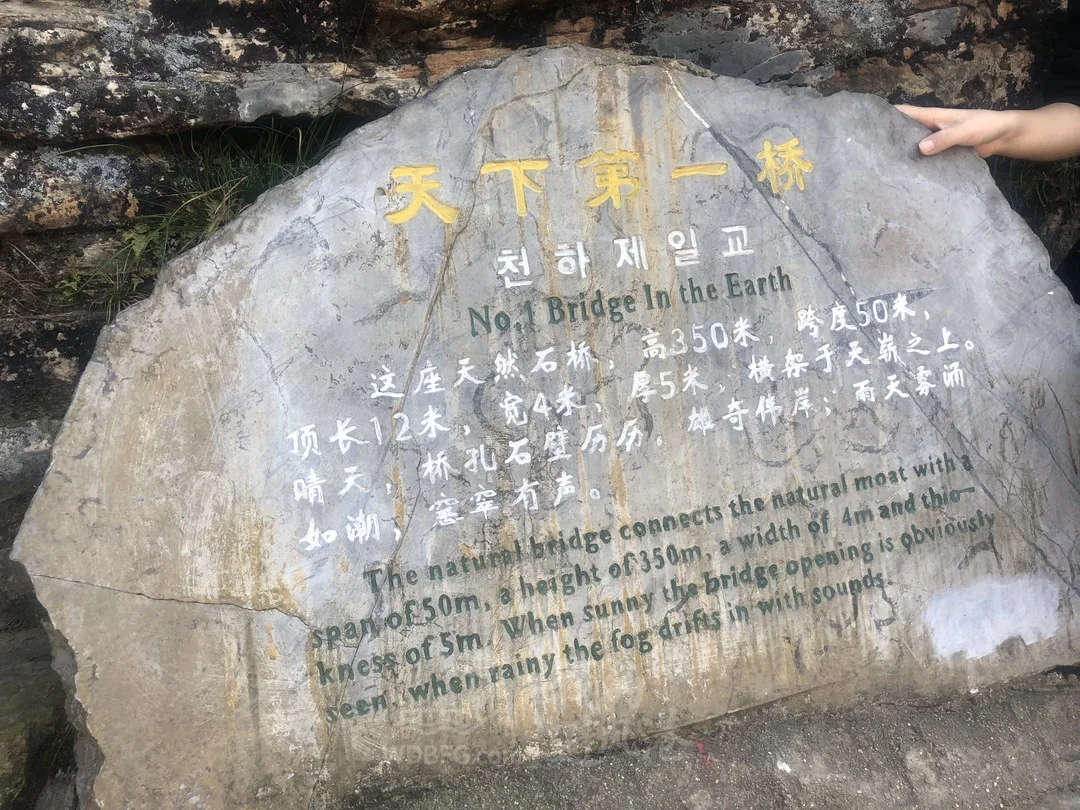 天下第一桥
천하제일교
No.1 Bridge In the Earth
这座天然石桥，高350米，跨度50米，
顶长12米，宽4米，厚5米，横架于天崭之上。
晴天，桥孔石壁历历，雄奇伟岸；雨天雾涌
如潮，窸窣有声。
The natural bridge connects the natural moat with a
span of 50m, a height of 350m, a width of 4m and thic-
kness of 5m. When sunny the bridge opening is obviously
seen, when rainy the fog drifts in with sounds.